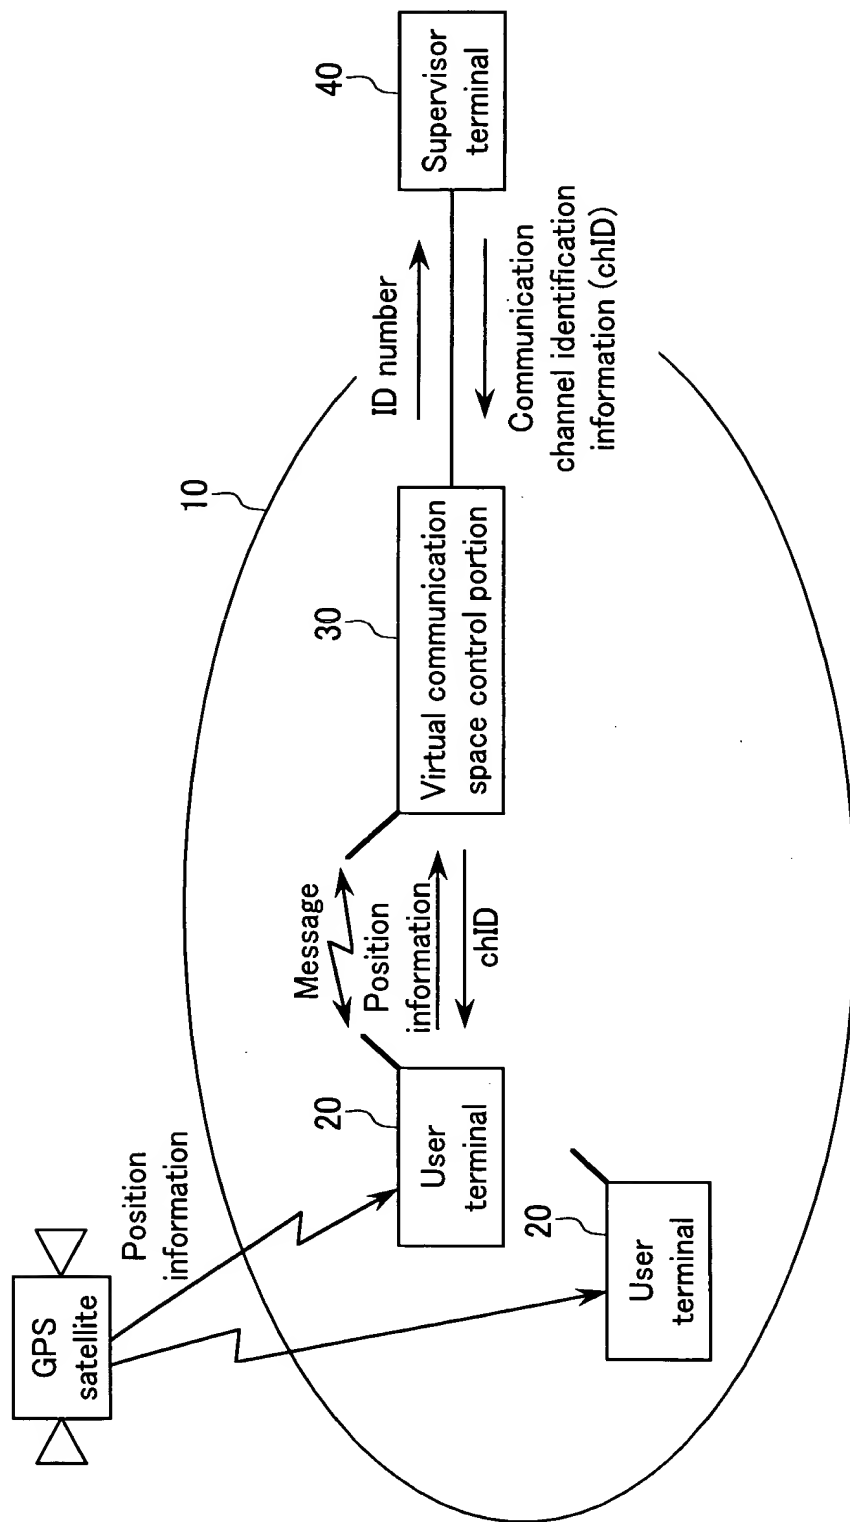 GPS
satellite
Position
information
10
20
User
terminal
20
User
terminal
Message
Position
information
chID
30
Virtual communication
space control portion
ID number
Communication
channel identification
information (chID)
40
Supervisor
terminal